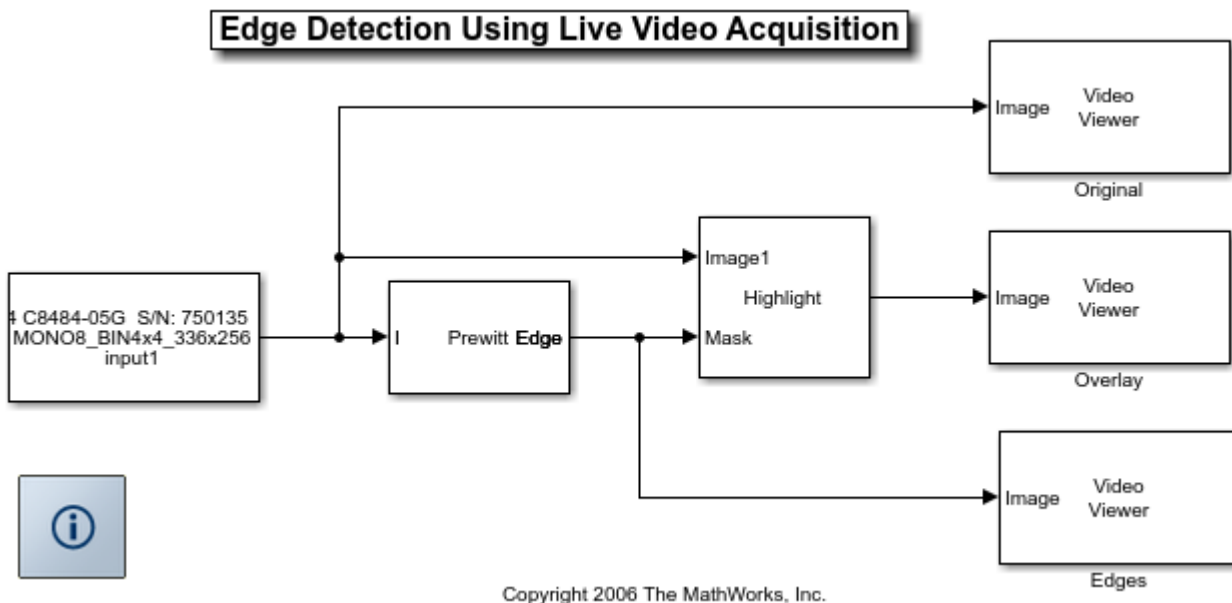 Edge Detection Using Live Video Acquisition
Image
Video
Viewer
Original
Image1
Highlight
Mask
Image
Video
Viewer
Overlay
4 C8484-05G S/N: 750135
MONO8_BIN4x4_336x256
input1
I
Prewitt
Edge
Image
Video
Viewer
Edges
i
Copyright 2006 The MathWorks, Inc.